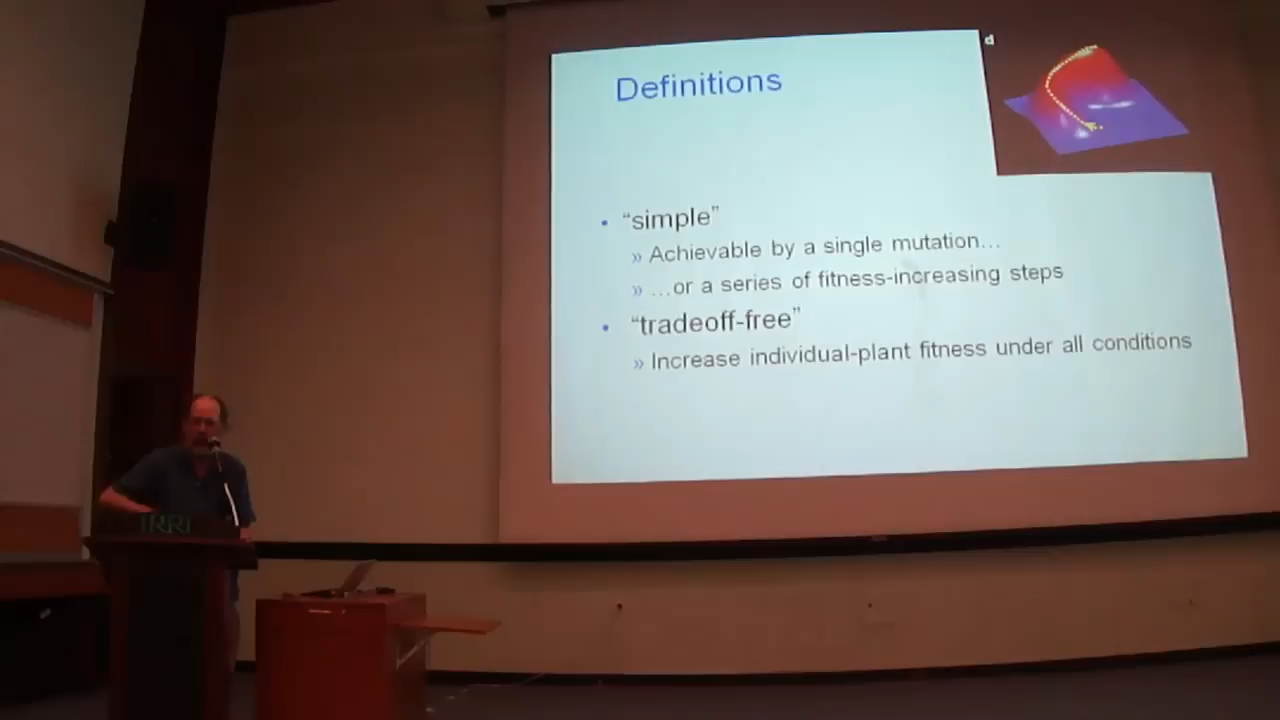 d
Definitions
• “simple”
» Achievable by a single mutation…
» …or a series of fitness-increasing steps
• “tradeoff-free”
» Increase individual-plant fitness under all conditions
IRRI